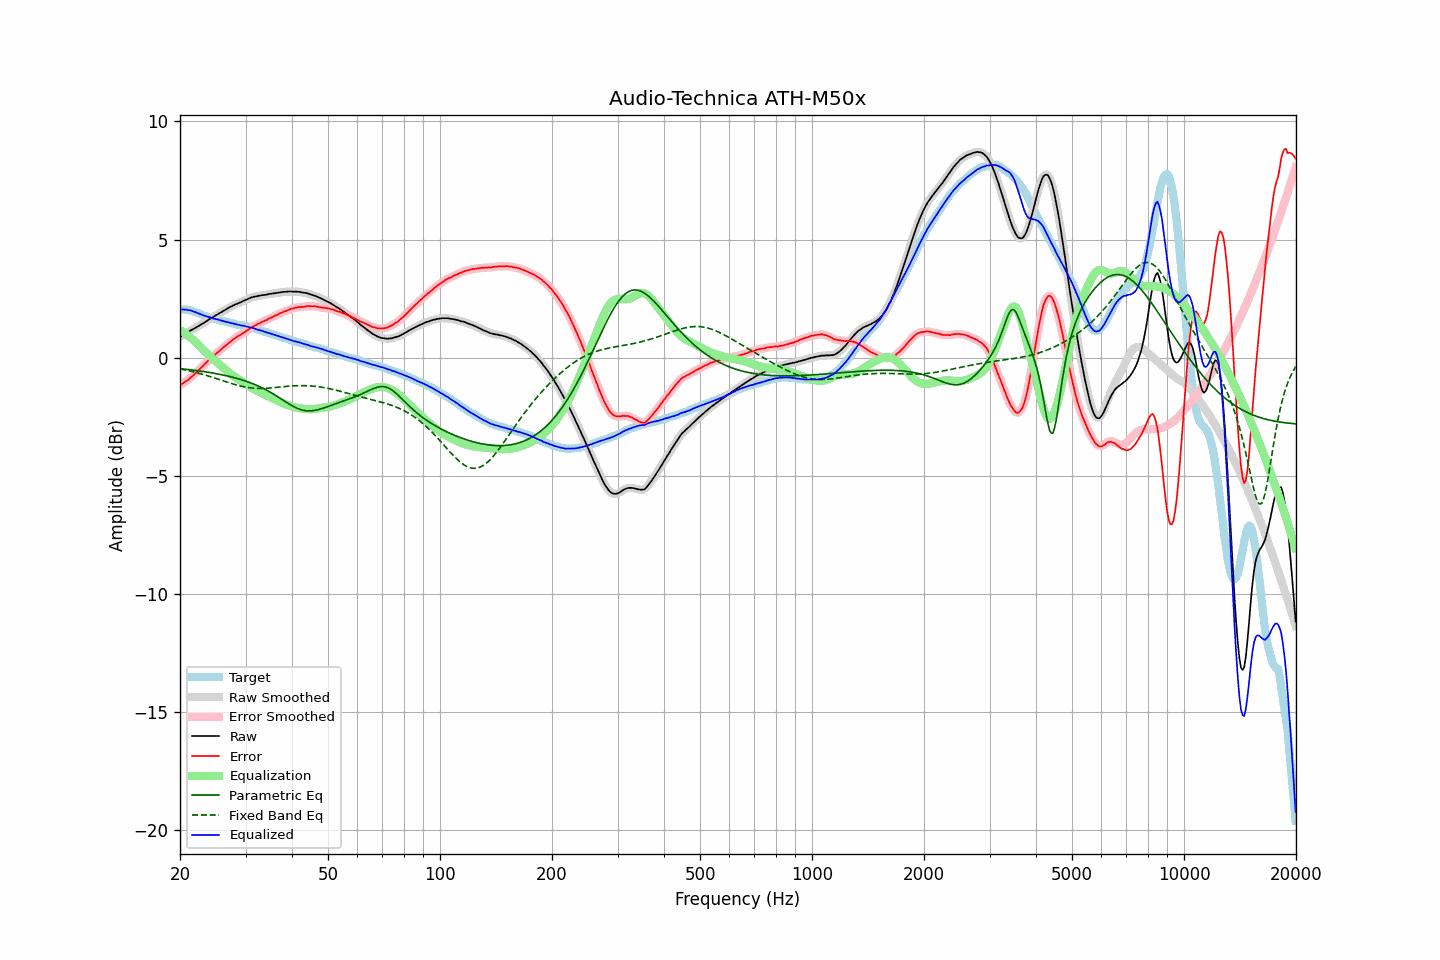 Audio-Technica ATH-M50x
Amplitude (dBr)
10
5
0
−5
−10
−15
−20
Target
Raw Smoothed
Error Smoothed
Raw
Error
Equalization
Parametric Eq
Fixed Band Eq
Equalized
20 50 100 200 500 1000 2000 5000 10000 20000
Frequency (Hz)